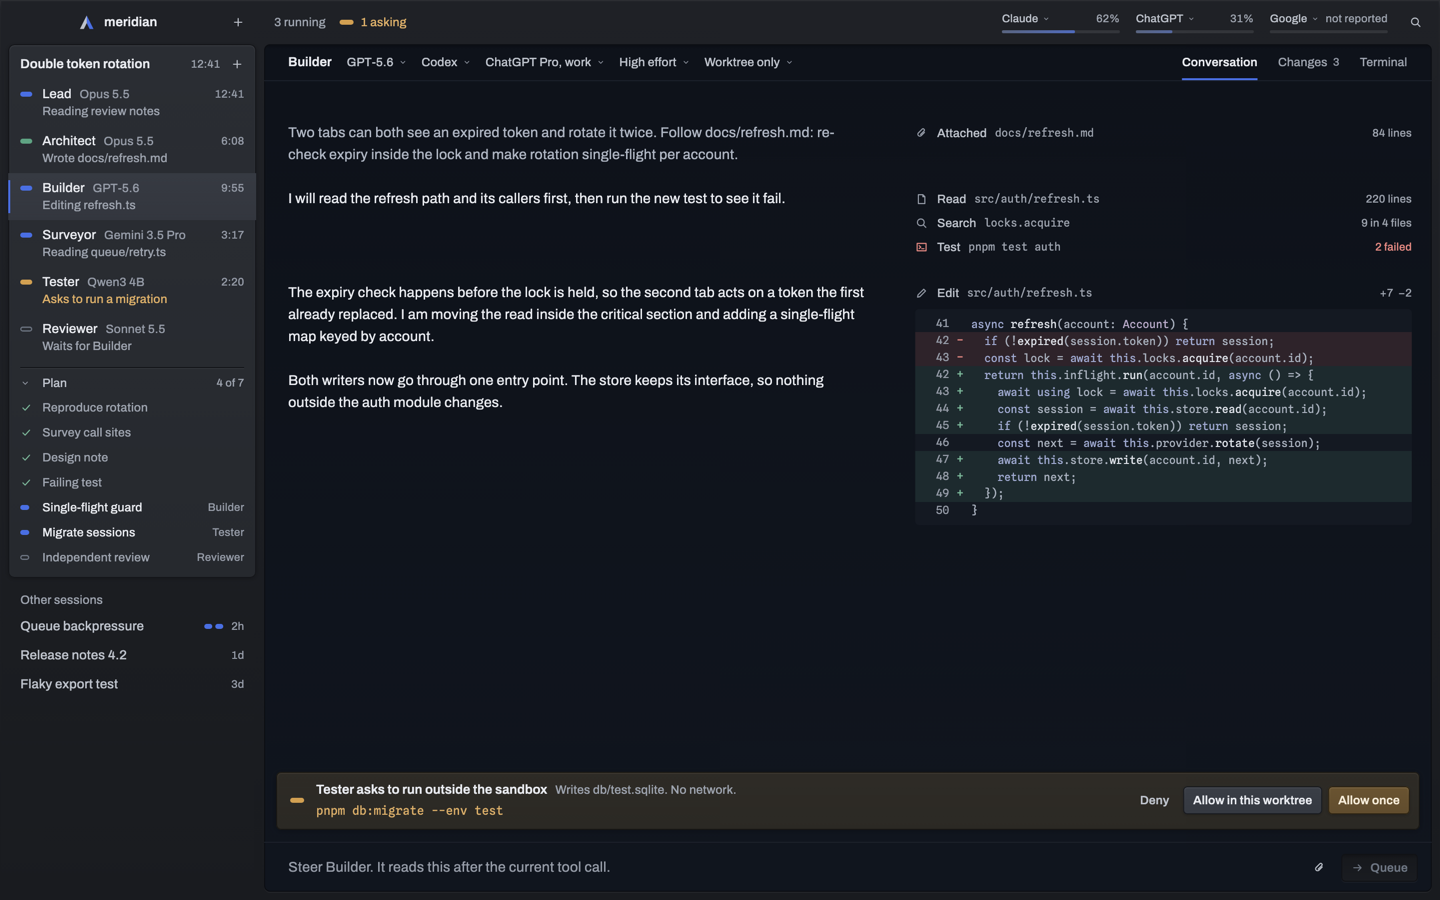 meridian
+
3 running 1 asking
Claude 62%
ChatGPT 31%
Google not reported
Double token rotation 12:41 +
Lead Opus 5.5 12:41
Reading review notes
Architect Opus 5.5 6:08
Wrote docs/refresh.md
Builder GPT-5.6 9:55
Editing refresh.ts
Surveyor Gemini 3.5 Pro 3:17
Reading queue/retry.ts
Tester Qwen3 4B 2:20
Asks to run a migration
Reviewer Sonnet 5.5
Waits for Builder
Plan 4 of 7
Reproduce rotation
Survey call sites
Design note
Failing test
Single-flight guard Builder
Migrate sessions Tester
Independent review Reviewer
Other sessions
Queue backpressure 2h
Release notes 4.2 1d
Flaky export test 3d
Builder GPT-5.6 Codex ChatGPT Pro, work High effort Worktree only
Conversation Changes 3 Terminal
Two tabs can both see an expired token and rotate it twice. Follow docs/refresh.md: re-
check expiry inside the lock and make rotation single-flight per account.
Attached docs/refresh.md 84 lines
I will read the refresh path and its callers first, then run the new test to see it fail.
Read src/auth/refresh.ts 220 lines
Search locks.acquire 9 in 4 files
Test pnpm test auth 2 failed
The expiry check happens before the lock is held, so the second tab acts on a token the first
already replaced. I am moving the read inside the critical section and adding a single-flight
map keyed by account.
Both writers now go through one entry point. The store keeps its interface, so nothing
outside the auth module changes.
Edit src/auth/refresh.ts +7 −2
41 async refresh(account: Account) {
42 − if (!expired(session.token)) return session;
43 − const lock = await this.locks.acquire(account.id);
42 + return this.inflight.run(account.id, async () => {
43 + await using lock = await this.locks.acquire(account.id);
44 + const session = await this.store.read(account.id);
45 + if (!expired(session.token)) return session;
46 const next = await this.provider.rotate(session);
47 + await this.store.write(account.id, next);
48 + return next;
49 + });
50 }
Tester asks to run outside the sandbox Writes db/test.sqlite. No network.
pnpm db:migrate --env test
Deny Allow in this worktree Allow once
Steer Builder. It reads this after the current tool call.
→ Queue